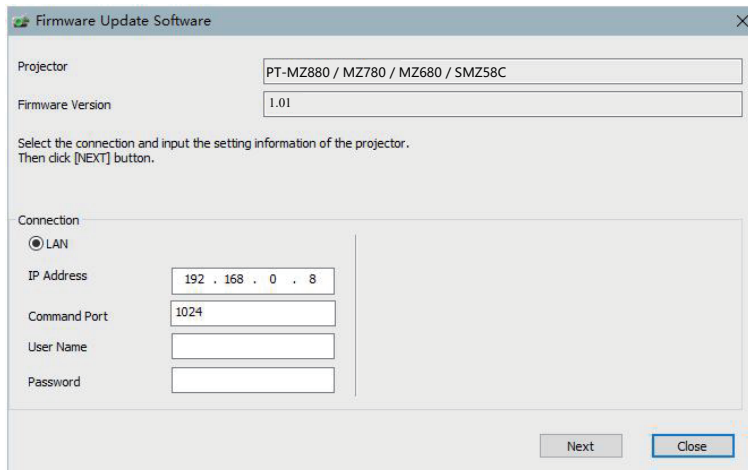 Firmware Update Software
Projector PT-MZ880 / MZ780 / MZ680 / SMZ58C
Firmware Version 1.01
Select the connection and input the setting information of the projector.
Then click [NEXT] button.
Connection
LAN
IP Address 192 . 168 . 0 . 8
Command Port 1024
User Name
Password
Next Close